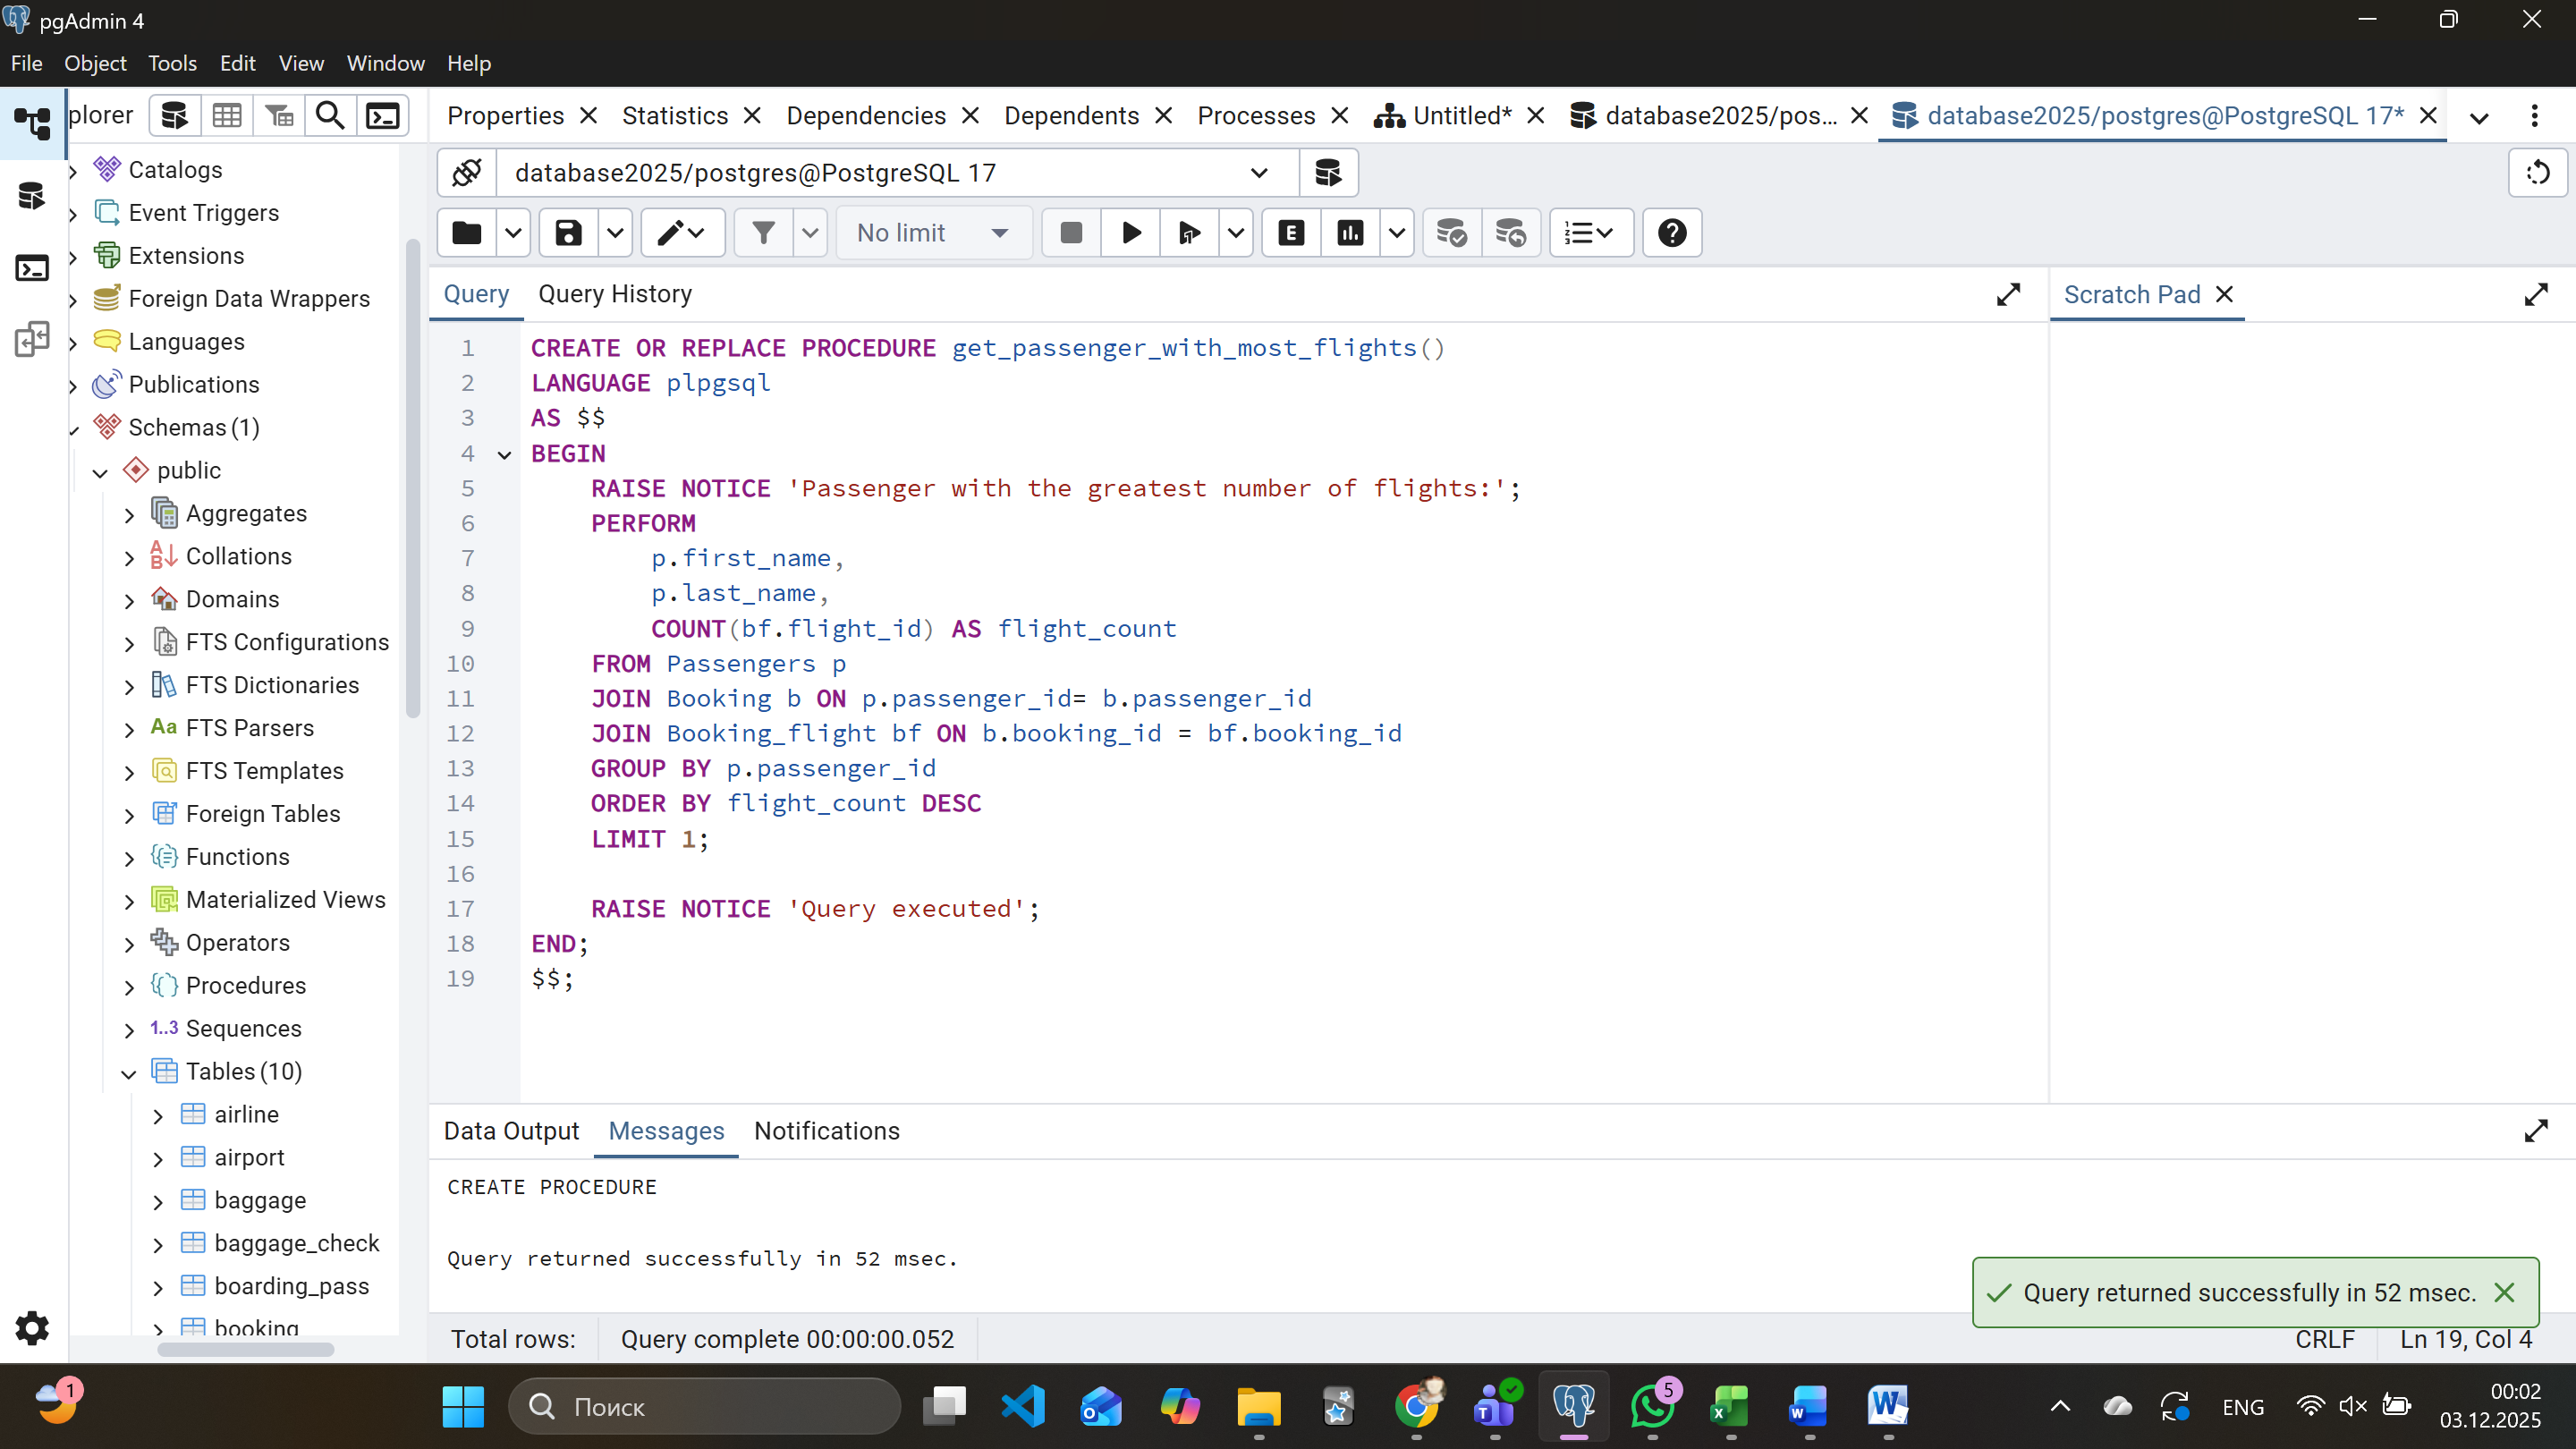 pgAdmin 4
File Object Tools Edit View Window Help
plorer
Properties Statistics Dependencies Dependents Processes Untitled* database2025/pos... database2025/postgres@PostgreSQL 17*
database2025/postgres@PostgreSQL 17
No limit
E
Query Query History
Scratch Pad
Catalogs
Event Triggers
Extensions
Foreign Data Wrappers
Languages
Publications
Schemas (1)
public
Aggregates
Collations
Domains
FTS Configurations
FTS Dictionaries
Aa FTS Parsers
FTS Templates
Foreign Tables
Functions
Materialized Views
Operators
Procedures
1..3 Sequences
Tables (10)
airline
airport
baggage
baggage_check
boarding_pass
booking
1 CREATE OR REPLACE PROCEDURE get_passenger_with_most_flights()
2 LANGUAGE plpgsql
3 AS $$
4 BEGIN
5 RAISE NOTICE 'Passenger with the greatest number of flights:';
6 PERFORM
7 p.first_name,
8 p.last_name,
9 COUNT(bf.flight_id) AS flight_count
10 FROM Passengers p
11 JOIN Booking b ON p.passenger_id= b.passenger_id
12 JOIN Booking_flight bf ON b.booking_id = bf.booking_id
13 GROUP BY p.passenger_id
14 ORDER BY flight_count DESC
15 LIMIT 1;
16
17 RAISE NOTICE 'Query executed';
18 END;
19 $$;
Data Output Messages Notifications
CREATE PROCEDURE
Query returned successfully in 52 msec.
Query returned successfully in 52 msec.
Total rows: Query complete 00:00:00.052 CRLF Ln 19, Col 4
1
Поиск
5
ENG
00:02
03.12.2025